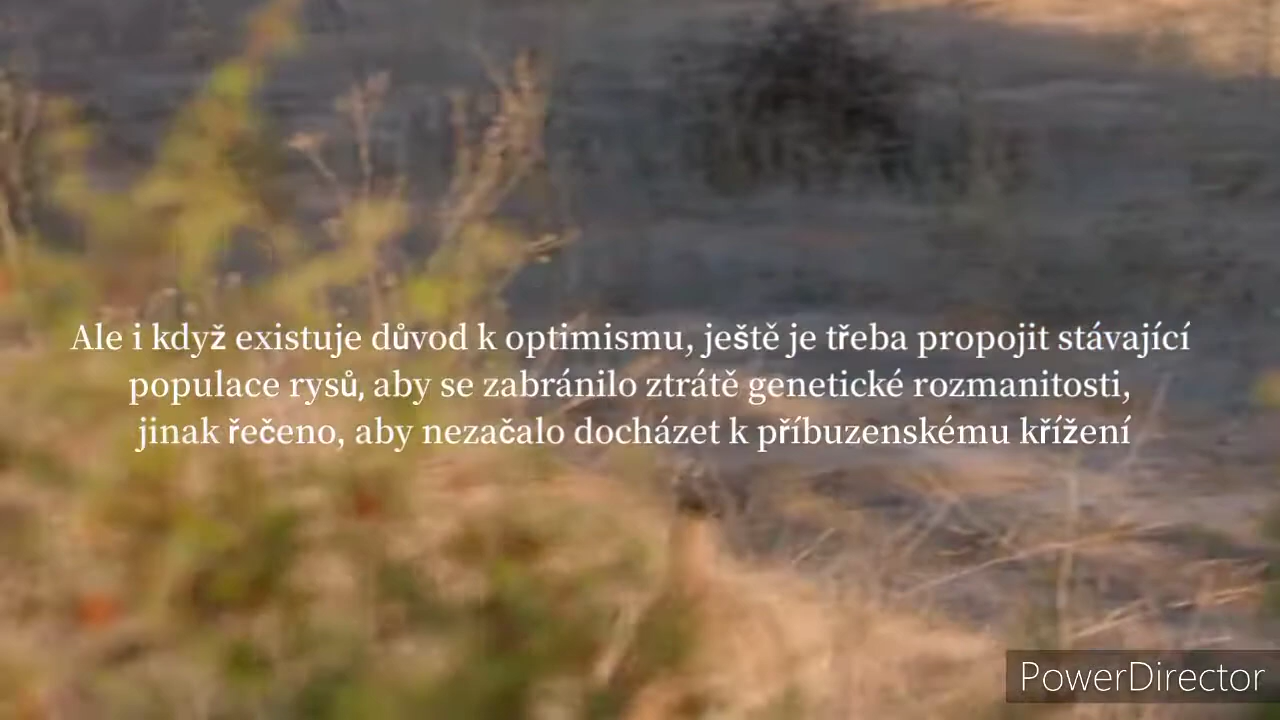 Ale i když existuje důvod k optimismu, ještě je třeba propojit stávající
populace rysů, aby se zabránilo ztrátě genetické rozmanitosti,
jinak řečeno, aby nezačalo docházet k příbuzenskému křížení
PowerDirector